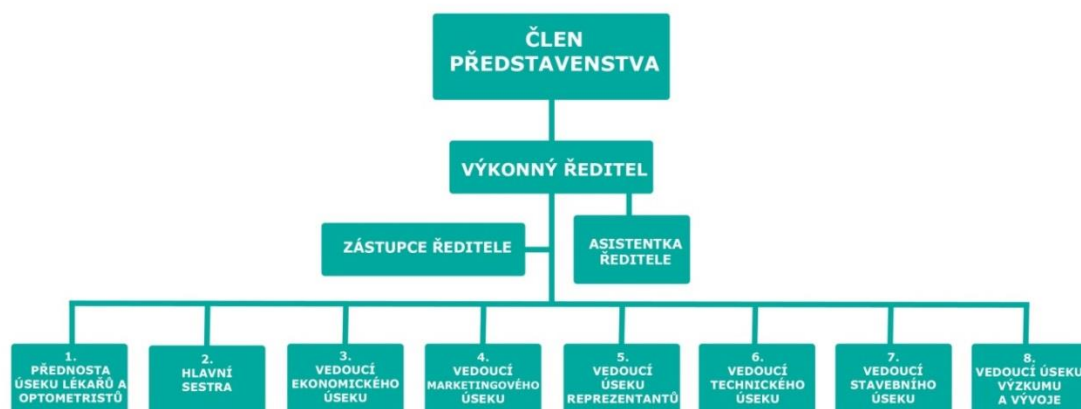 ČLEN
PŘEDSTAVENSTVA
VÝKONNÝ ŘEDITEL
ZÁSTUPCE ŘEDITELE
ASISTENTKA
ŘEDITELE
1.
PŘEDNOSTA
ÚSEKU LÉKAŘŮ A
OPTOMETRISTŮ
2.
HLAVNÍ
SESTRA
3.
VEDOUCÍ
EKONOMICKÉHO
ÚSEKU
4.
VEDOUCÍ
MARKETINGOVÉHO
ÚSEKU
5.
VEDOUCÍ
ÚSEKU
REPREZENTANTŮ
6.
VEDOUCÍ
TECHNICKÉHO
ÚSEKU
7.
VEDOUCÍ
STAVEBNÍHO
ÚSEKU
8.
VEDOUCÍ ÚSEKU
VÝZKUMU
A VÝVOJE